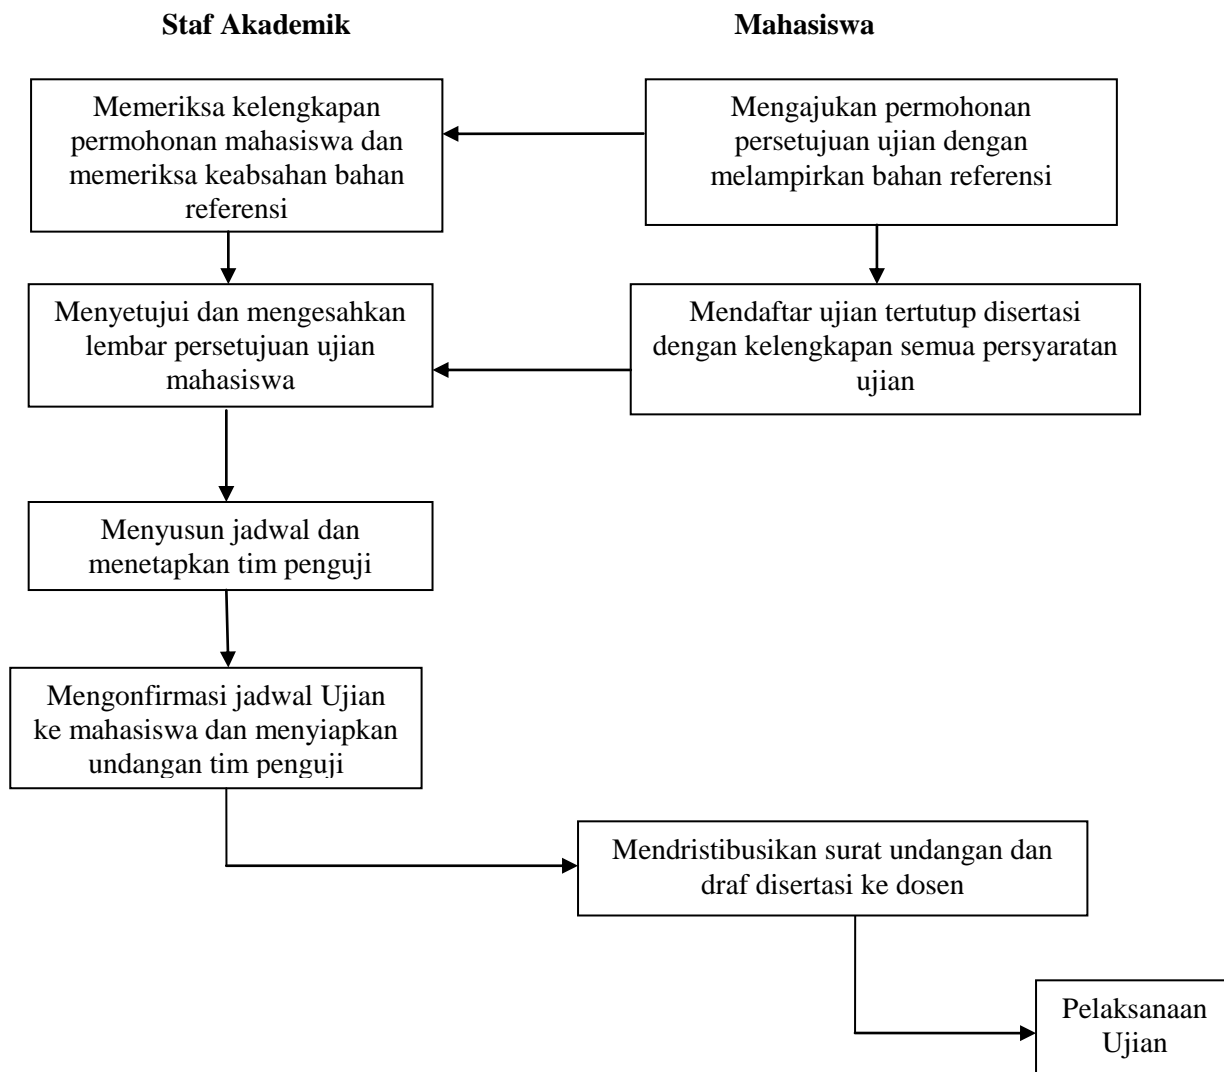 Staf Akademik
Mahasiswa
Memeriksa kelengkapan
permohonan mahasiswa dan
memeriksa keabsahan bahan
referensi
Mengajukan permohonan
persetujuan ujian dengan
melampirkan bahan referensi
Menyetujui dan mengesahkan
lembar persetujuan ujian
mahasiswa
Mendaftar ujian tertutup disertasi
dengan kelengkapan semua persyaratan
ujian
Menyusun jadwal dan
menetapkan tim penguji
Mengonfirmasi jadwal Ujian
ke mahasiswa dan menyiapkan
undangan tim penguji
Mendristibusikan surat undangan dan
draf disertasi ke dosen
Pelaksanaan
Ujian